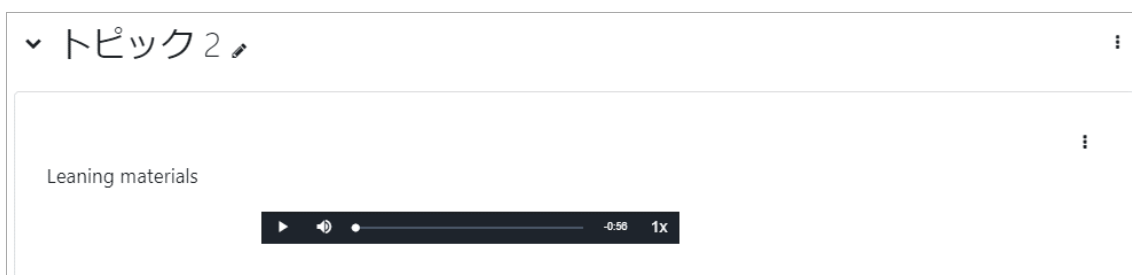 トピック 2
Leaning materials
-0:56 1x